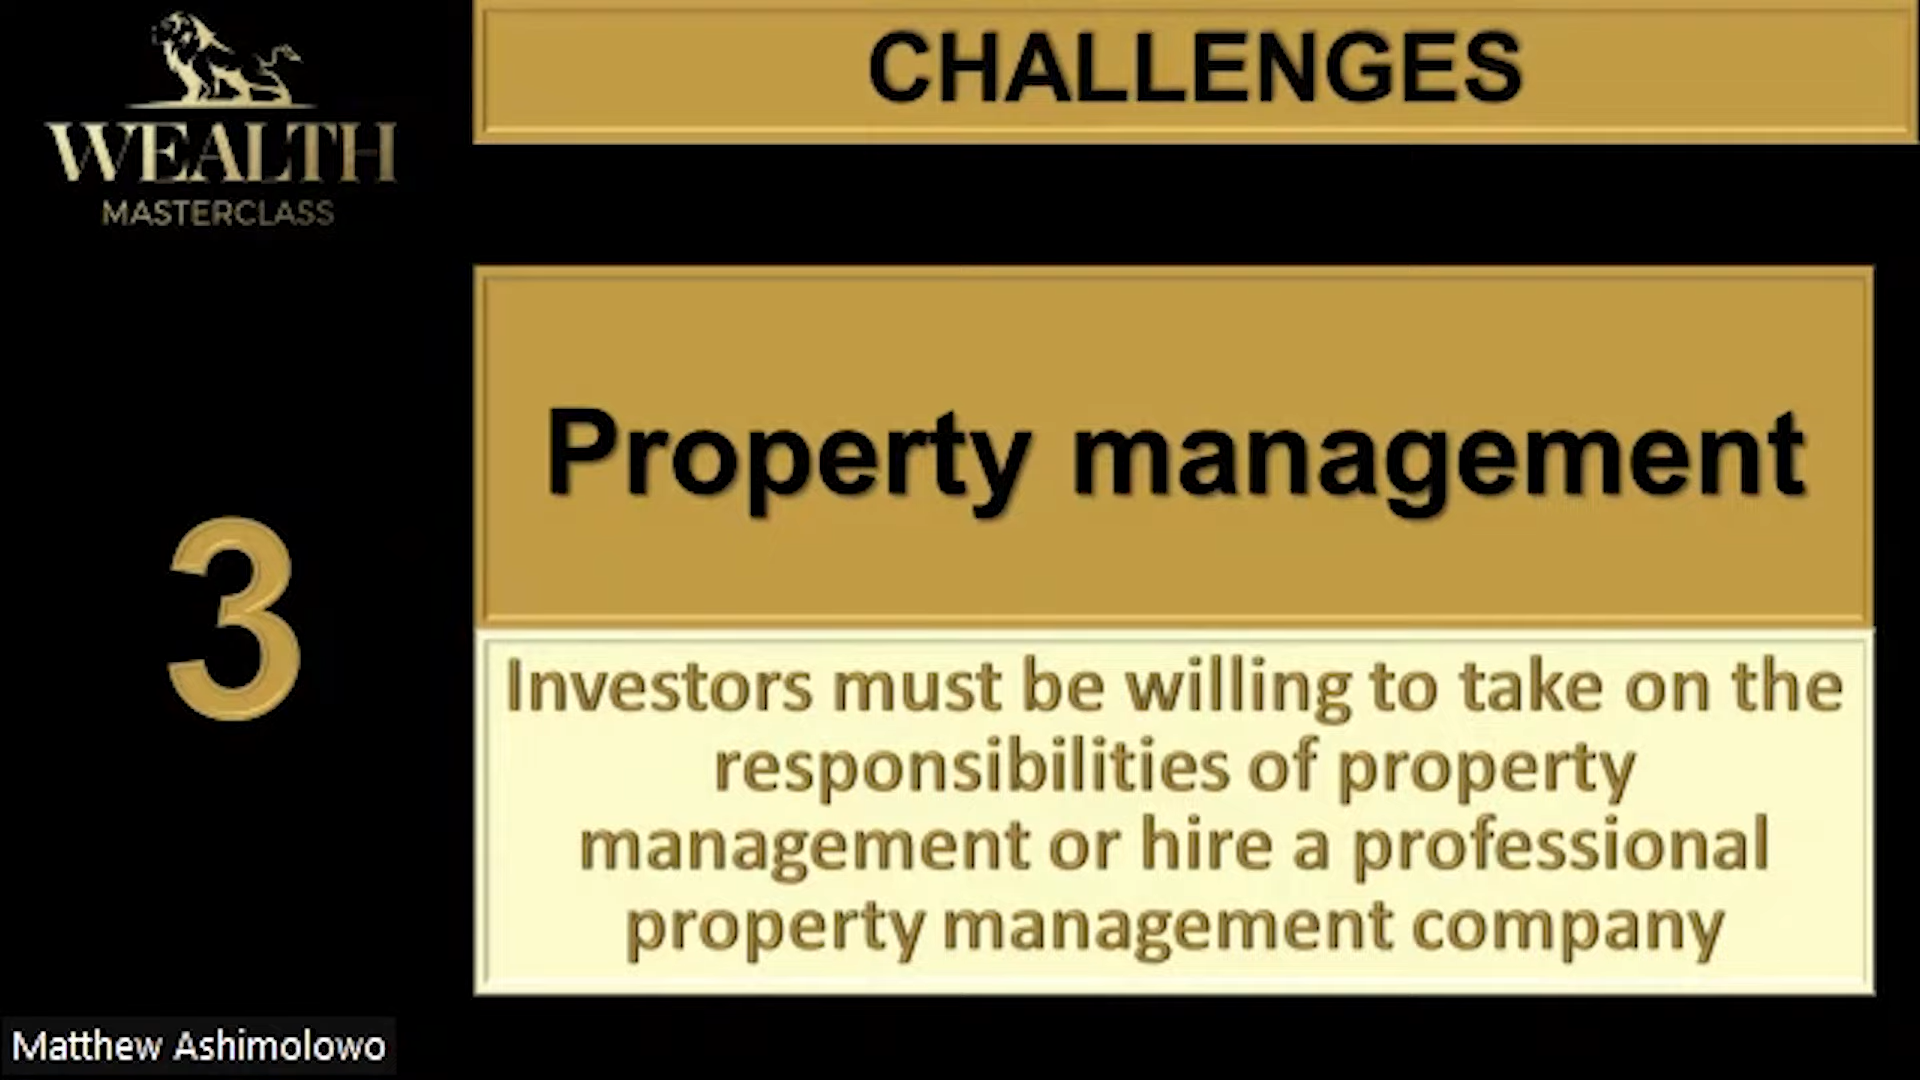 WEALTH
MASTERCLASS
CHALLENGES
3
Property management
Investors must be willing to take on the
responsibilities of property
management or hire a professional
property management company
Matthew Ashimolowo